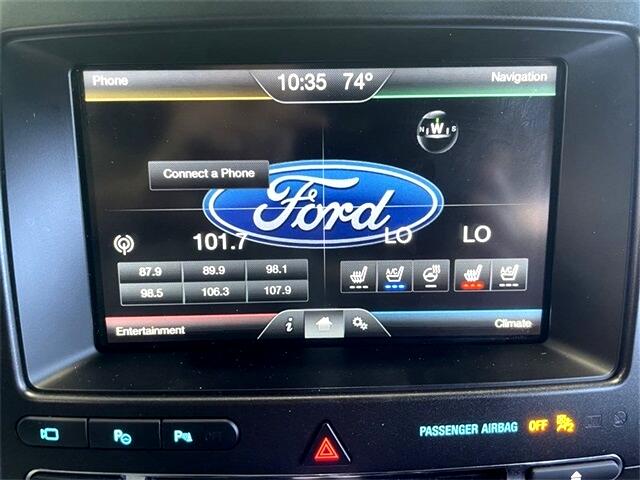 Phone
10:35 74°
Navigation
N W S
Connect a Phone
Ford
101.7
LO LO
87.9 89.9 98.1
98.5 106.3 107.9
A/C A/C
Entertainment
i
Climate
P P
PASSENGER AIRBAG OFF